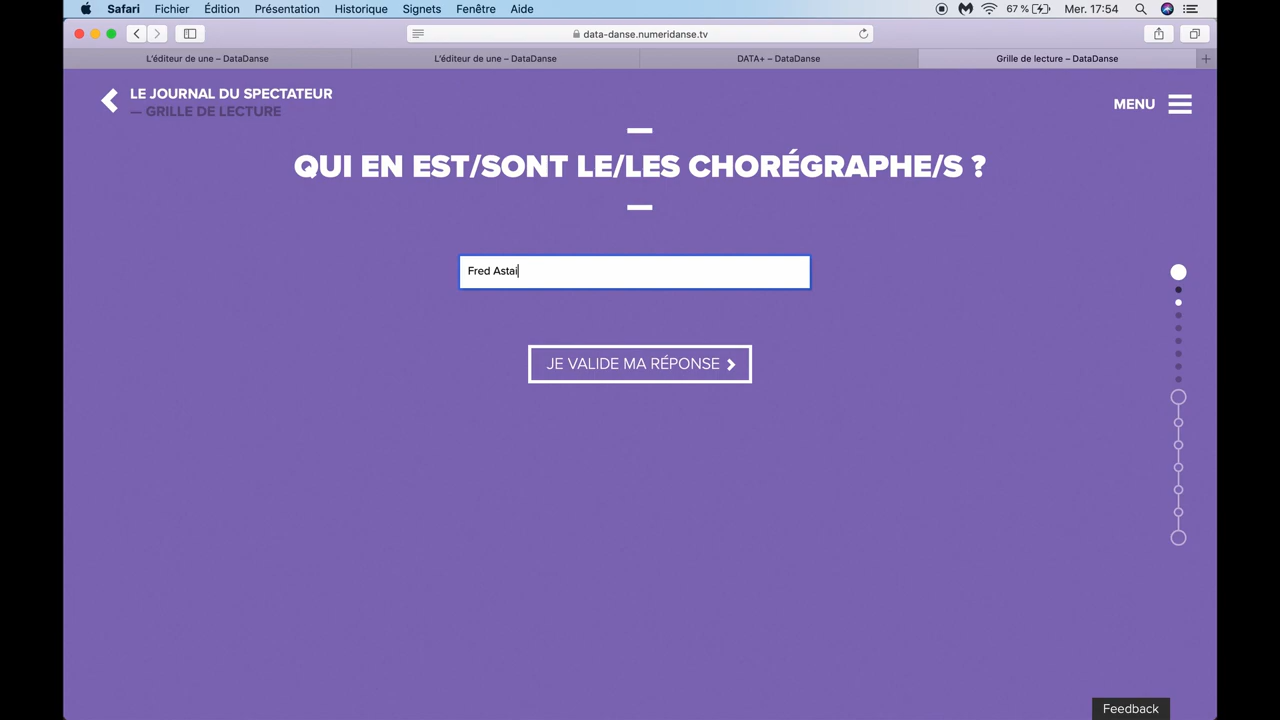 Safari Fichier Édition Présentation Historique Signets Fenêtre Aide 67 % Mer. 17:54
data-danse.numeridanse.tv
L'éditeur de une – DataDanse L'éditeur de une – DataDanse DATA+ – DataDanse Grille de lecture – DataDanse +
LE JOURNAL DU SPECTATEUR
— GRILLE DE LECTURE
MENU
QUI EN EST/SONT LE/LES CHORÉGRAPHE/S ?
Fred Astai
JE VALIDE MA RÉPONSE
Feedback